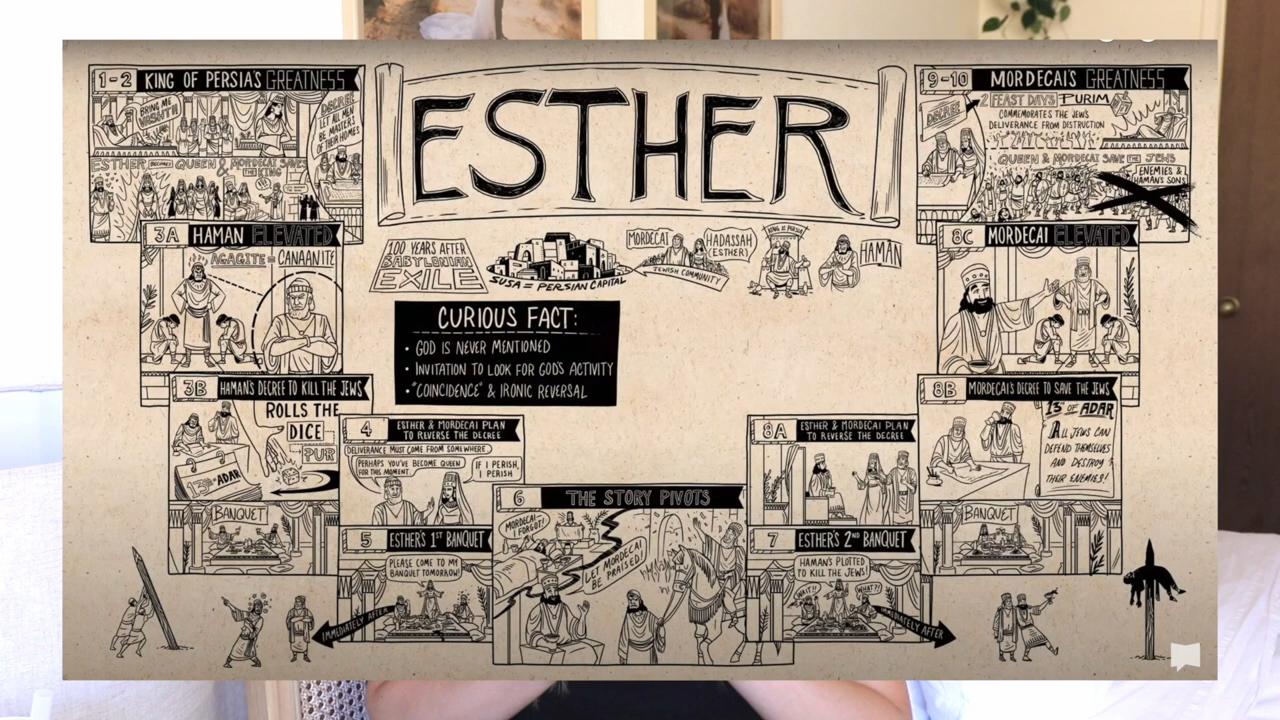 1-2 KING OF PERSIA'S GREATNESS
BRING ME
VASHTI!
DECREE
LET ALL MEN
BE MASTERS
OF THEIR HOMES
ESTHER BECOMES QUEEN & MORDECAI SAVES
THE KING
ESTHER
9-10 MORDECAI'S GREATNESS
DECREE
2 FEAST DAYS PURIM
COMMEMORATES THE JEWS
DELIVERANCE FROM DISTRUCTION
QUEEN & MORDECAI SAVE THE JEWS
ENEMIES &
HAMAN'S SONS
3A HAMAN ELEVATED
AGAGITE = CANAANITE
100 YEARS AFTER
BABYLONIAN
EXILE
SUSA = PERSIAN CAPITAL
MORDECAI
HADASSAH
(ESTHER)
JEWISH COMMUNITY
KING OF PERSIA
HAMAN
8C MORDECAI ELEVATED
CURIOUS FACT:
• GOD IS NEVER MENTIONED
• INVITATION TO LOOK FOR GOD'S ACTIVITY
• "COINCIDENCE" & IRONIC REVERSAL
3B HAMAN'S DECREE TO KILL THE JEWS
ROLLS THE
DICE
PUR
13TH ADAR
BANQUET
4 ESTHER & MORDECAI PLAN
TO REVERSE THE DECREE
DELIVERANCE MUST COME FROM SOMEWHERE
PERHAPS YOU'VE BECOME QUEEN
FOR THIS MOMENT.
IF I PERISH,
I PERISH
5 ESTHER'S 1ST BANQUET
PLEASE COME TO MY
BANQUET TOMORROW!
IMMEDIATELY AFTER
6 THE STORY PIVOTS
MORDECAI
FORGOT!
LET MORDECAI
BE PRAISED!
8A ESTHER & MORDECAI PLAN
TO REVERSE THE DECREE
7 ESTHER'S 2ND BANQUET
HAMAN'S PLOTTED
TO KILL THE JEWS!
WAIT!!
WHAT?!
IMMEDIATELY AFTER
8B MORDECAI'S DECREE TO SAVE THE JEWS
13TH OF ADAR
ALL JEWS CAN
DEFEND THEMSELVES
AND DESTROY
THEIR ENEMIES!
BANQUET